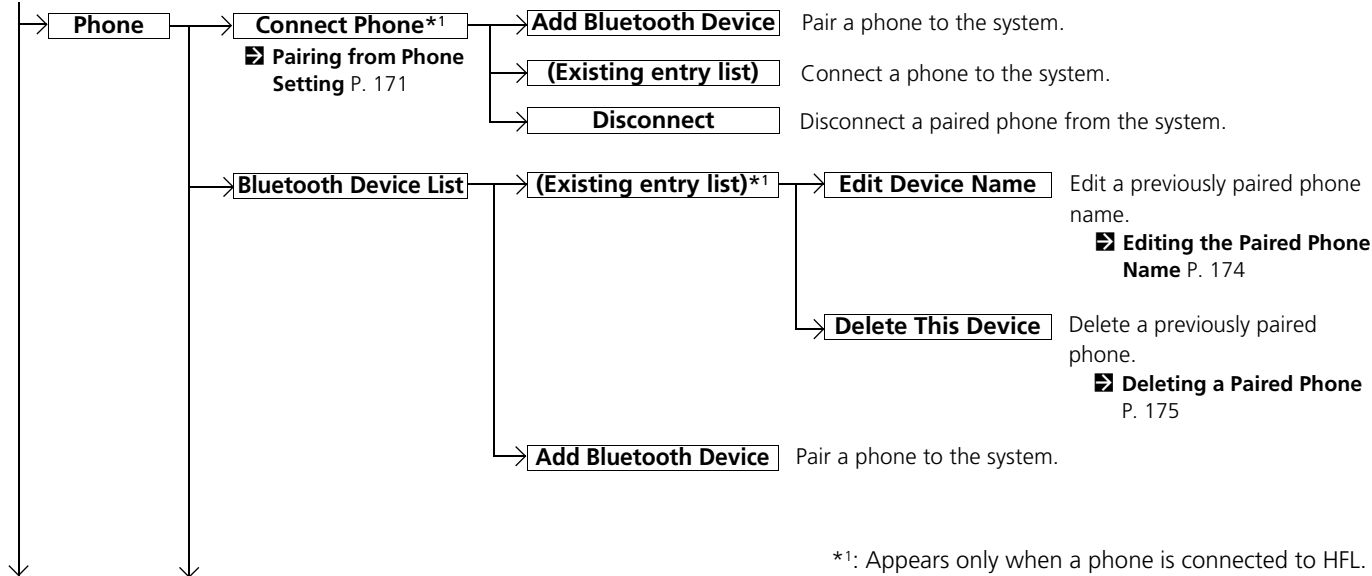 Phone
Connect Phone*1
Pairing from Phone
Setting P. 171
Add Bluetooth Device
Pair a phone to the system.
(Existing entry list)
Connect a phone to the system.
Disconnect
Disconnect a paired phone from the system.
Bluetooth Device List
(Existing entry list)*1
Edit Device Name
Edit a previously paired phone
name.
Editing the Paired Phone
Name P. 174
Delete This Device
Delete a previously paired
phone.
Deleting a Paired Phone
P. 175
Add Bluetooth Device
Pair a phone to the system.
*1: Appears only when a phone is connected to HFL.